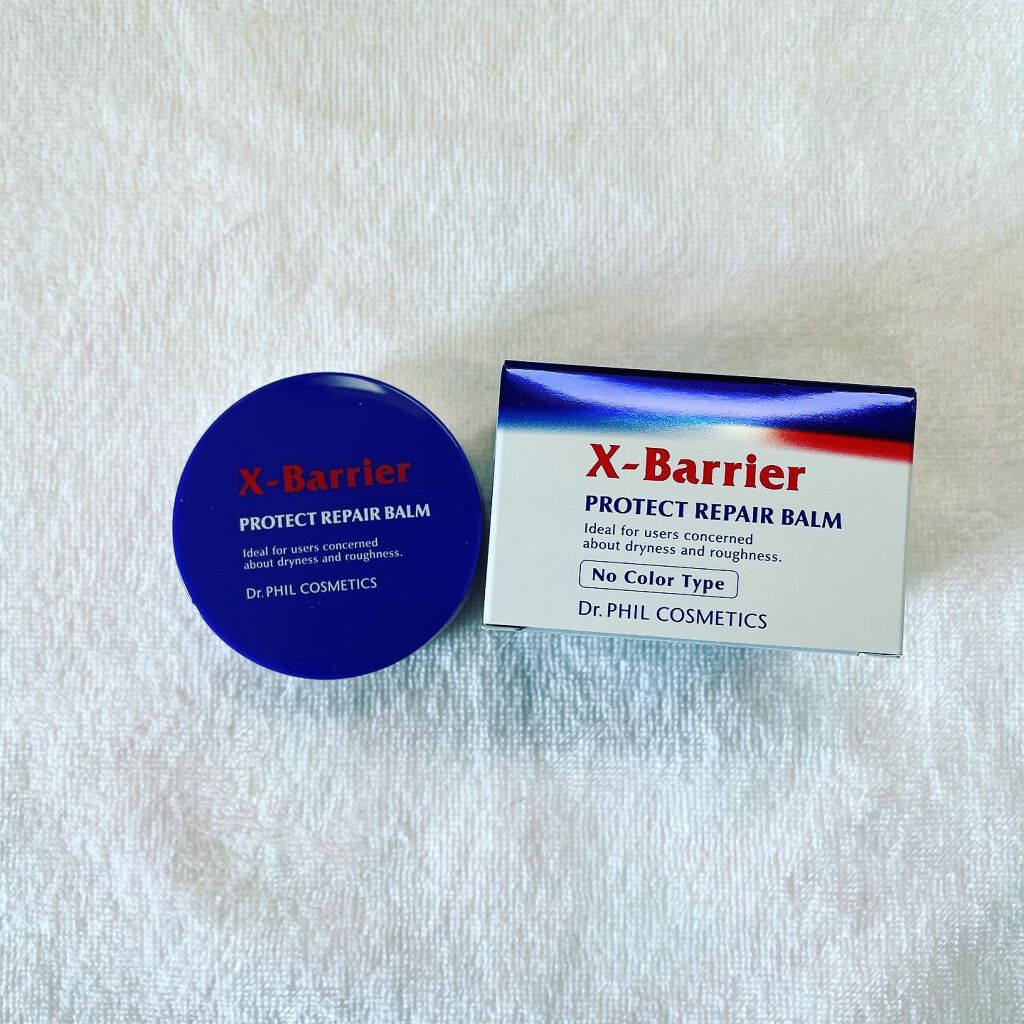 X-Barrier
PROTECT REPAIR BALM
Ideal for users concerned
about dryness and roughness.
Dr. PHIL COSMETICS
X-Barrier
PROTECT REPAIR BALM
Ideal for users concerned
about dryness and roughness.
No Color Type
Dr. PHIL COSMETICS